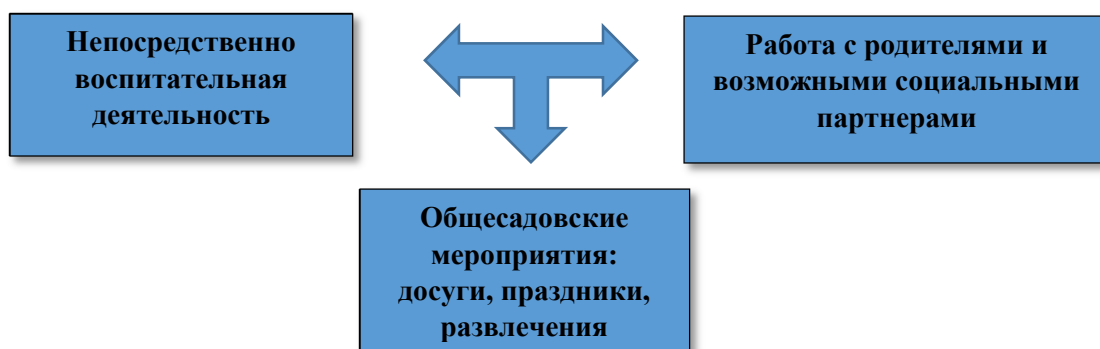 Непосредственно
воспитательная
деятельность
Работа с родителями и
возможными социальными
партнерами
Общесадовские
мероприятия:
досуги, праздники,
развлечения